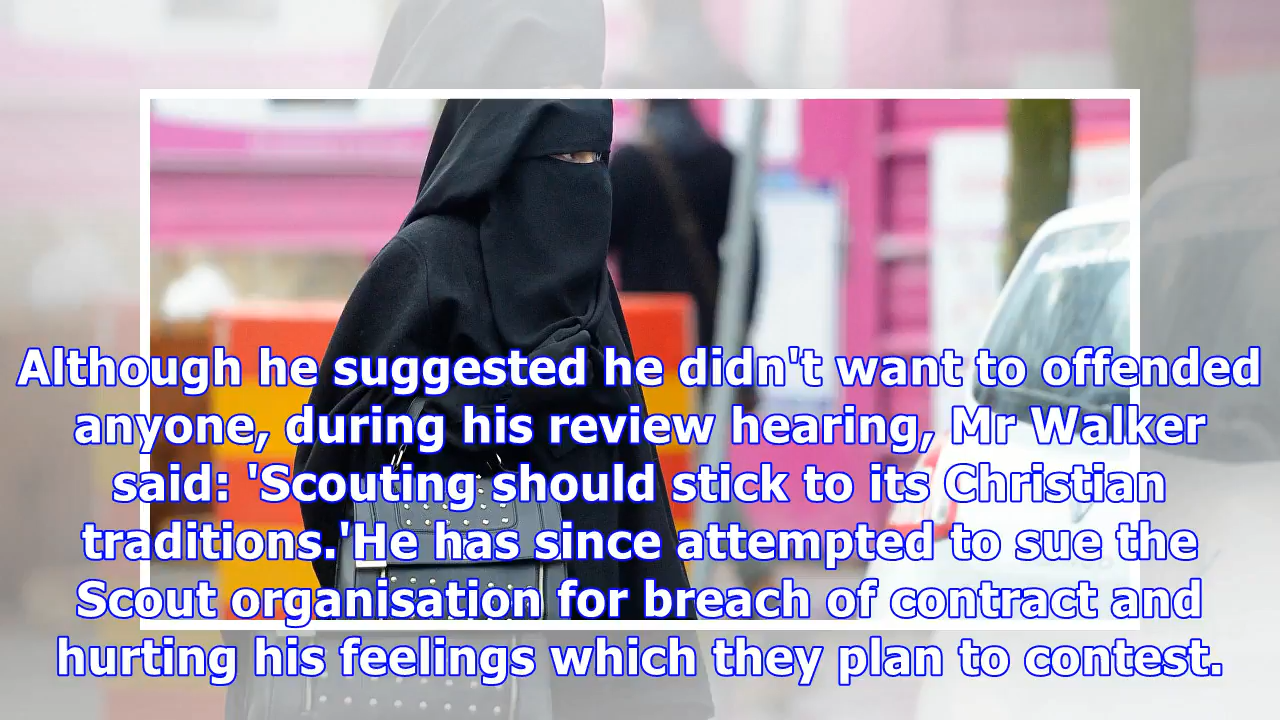 Although he suggested he didn't want to offended
anyone, during his review hearing, Mr Walker
said: 'Scouting should stick to its Christian
traditions.'He has since attempted to sue the
Scout organisation for breach of contract and
hurting his feelings which they plan to contest.